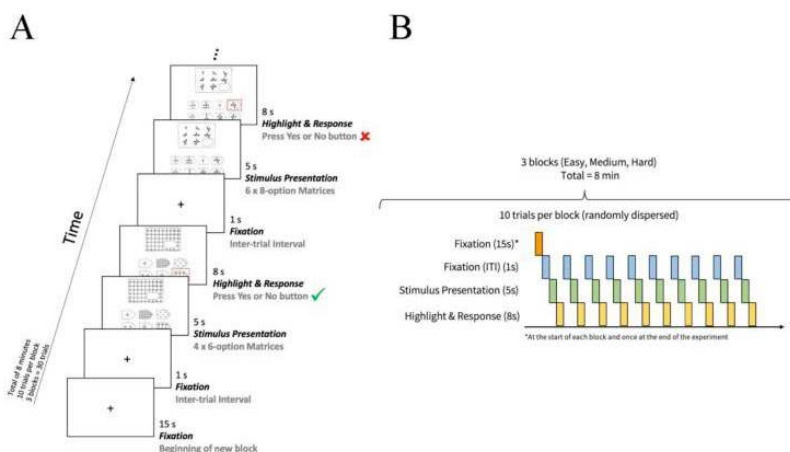 A
B
8 s
Highlight & Response
Press Yes or No button
5 s
Stimulus Presentation
6 x 8-option Matrices
1 s
Fixation
Inter-trial Interval
8 s
Highlight & Response
Press Yes or No button
5 s
Stimulus Presentation
4 x 6-option Matrices
1 s
Fixation
Inter-trial Interval
15 s
Fixation
Beginning of new block
Time
Total of 8 minutes
10 trials per block
3 blocks = 30 trials
3 blocks (Easy, Medium, Hard)
Total = 8 min
10 trials per block (randomly dispersed)
Fixation (15s)*
Fixation (ITI) (1s)
Stimulus Presentation (5s)
Highlight & Response (8s)
*At the start of each block and once at the end of the experiment